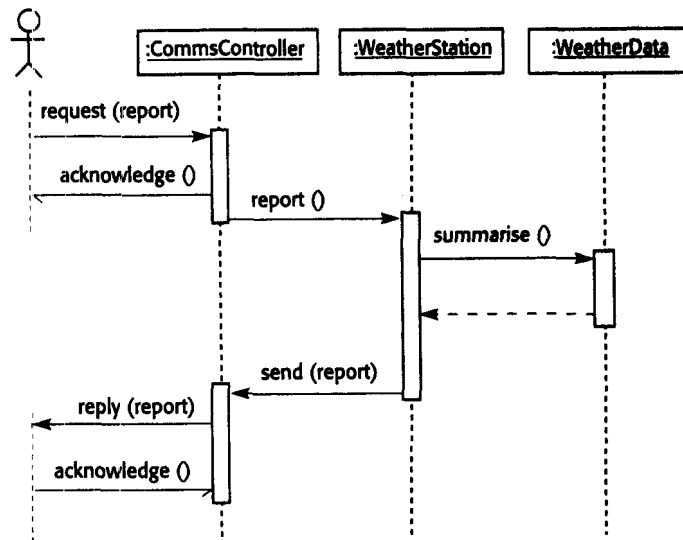 :CommsController
:WeatherStation
:WeatherData
request (report)
acknowledge ()
report ()
summarise ()
send (report)
reply (report)
acknowledge ()